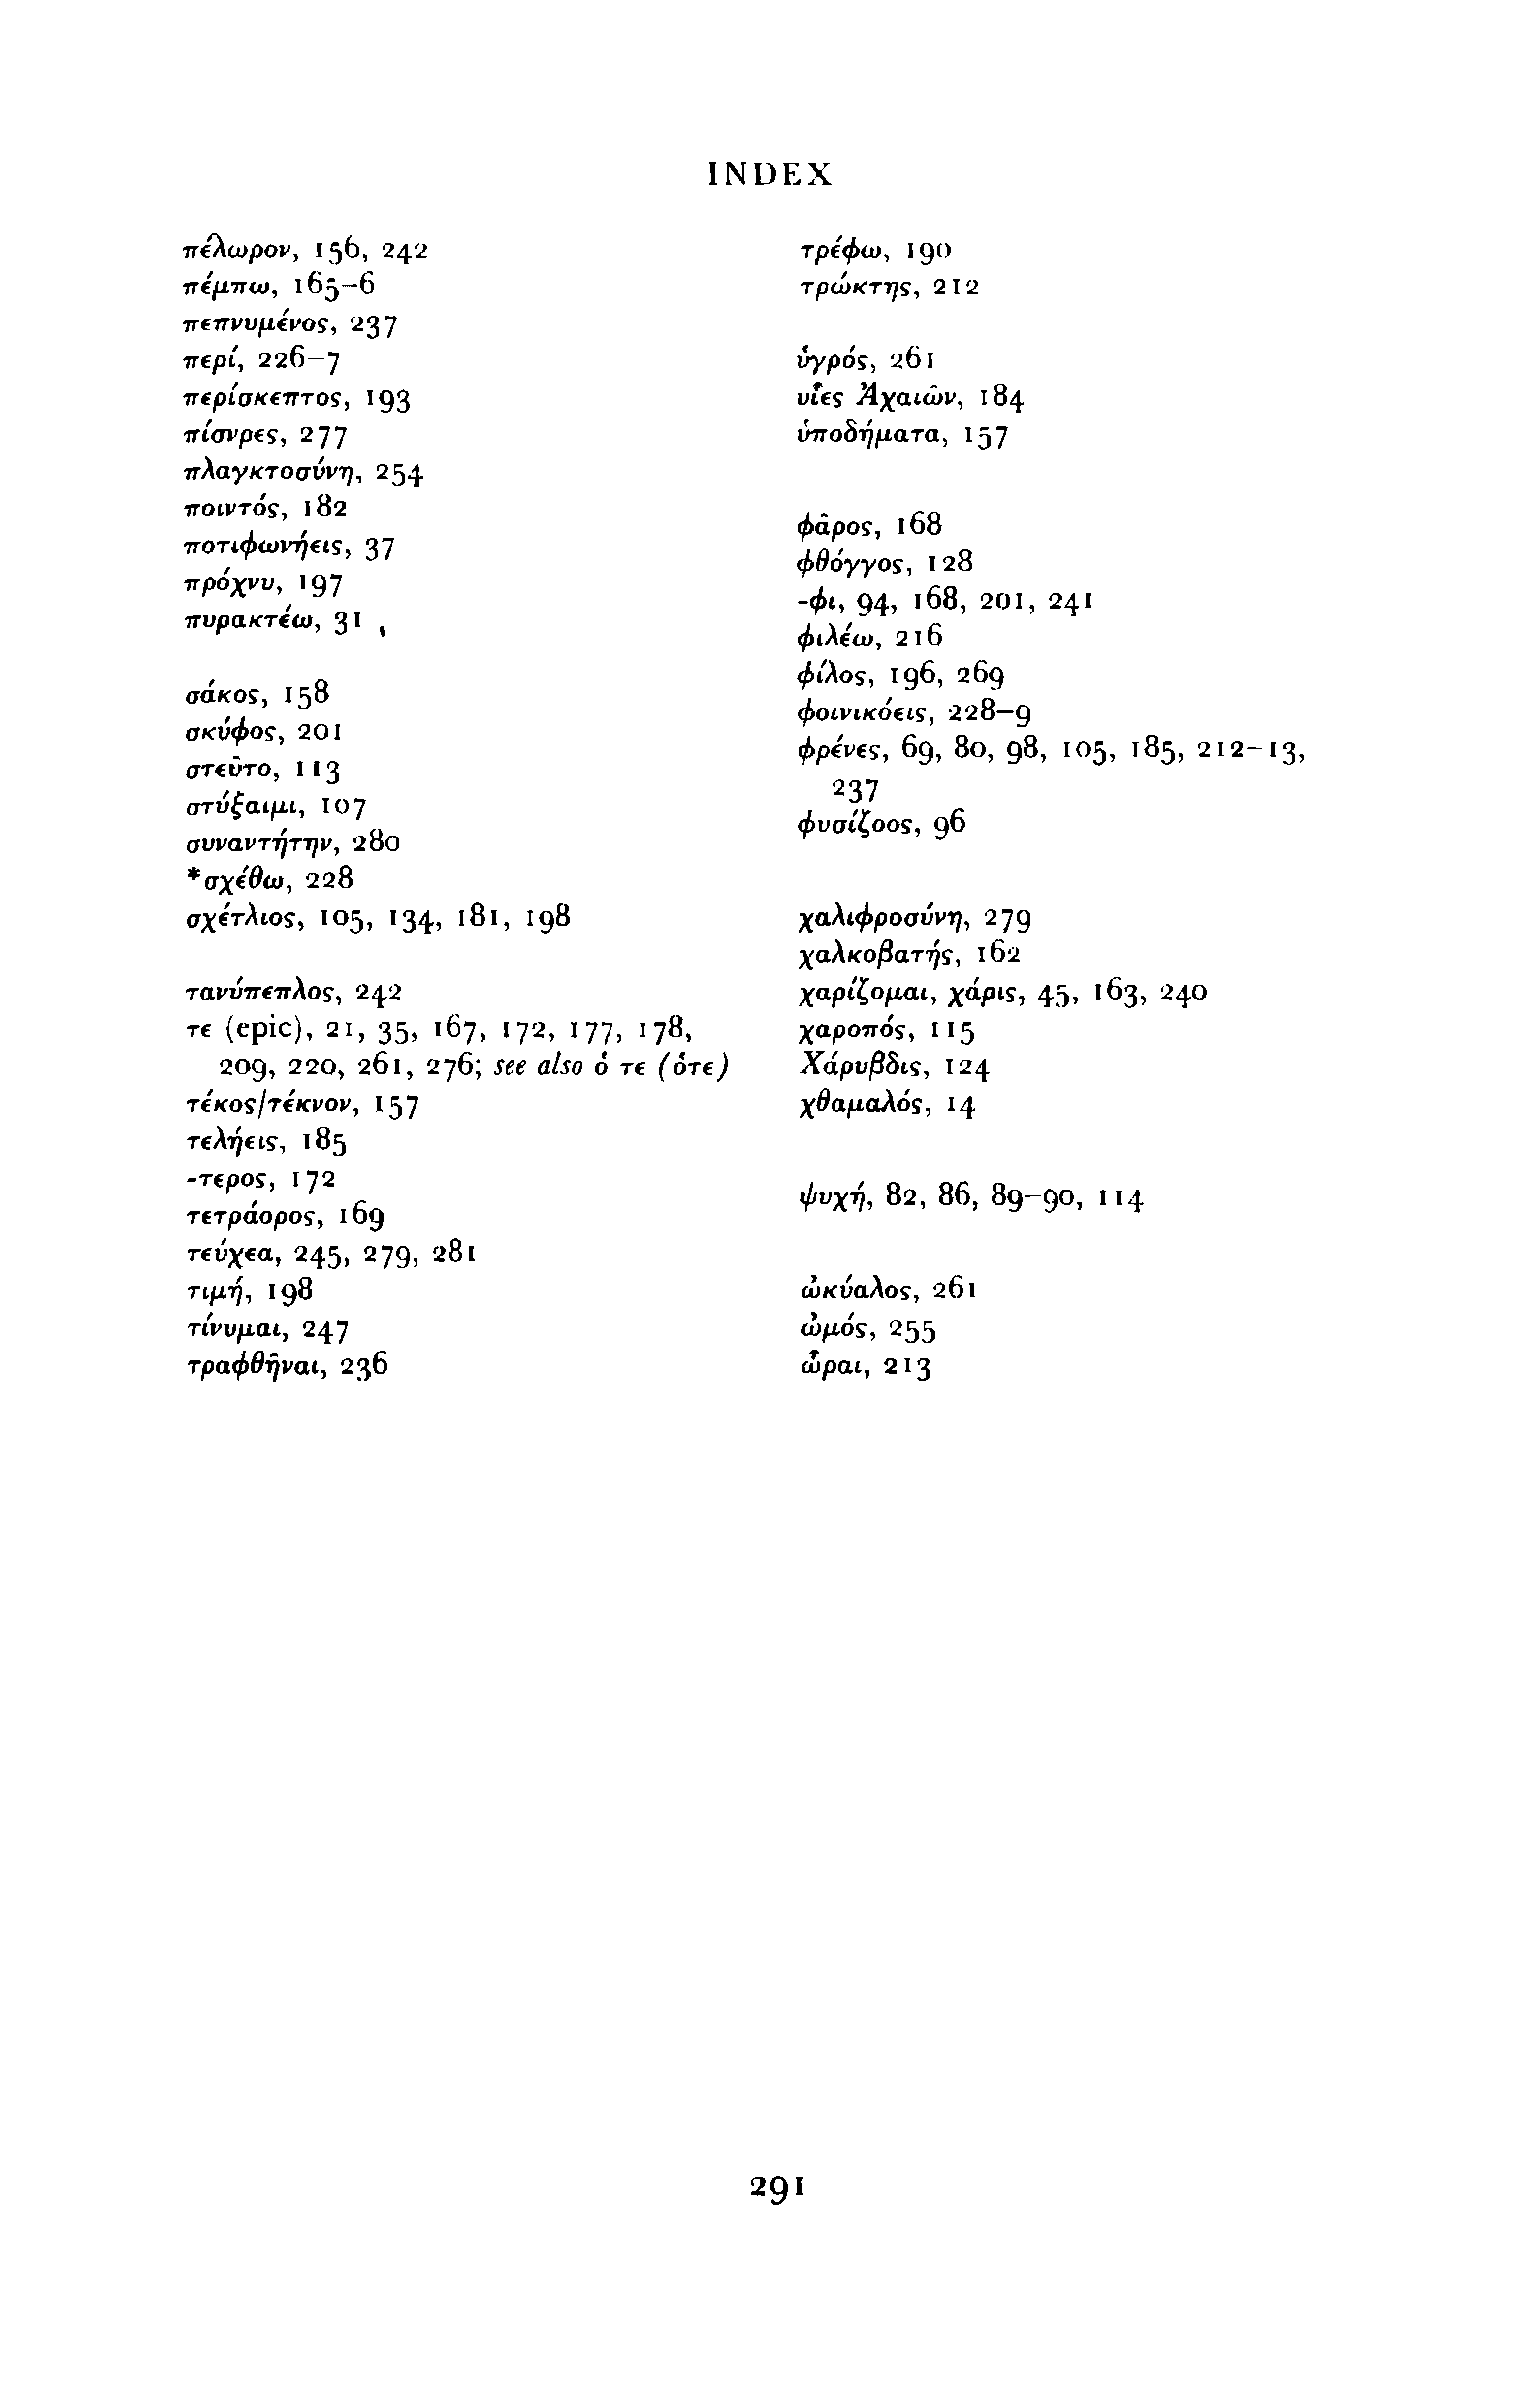 INDEX
πέλωρον, 156, 242
πέμπω, 165–6
πεπνυμένος, 237
περί, 226–7
περίσκεπτος, 193
πίσυρες, 277
πλαγκτοσύνη, 254
ποιντός, 182
ποτιφωνήεις, 37
πρόχνυ, 197
πυρακτέω, 31
σάκος, 158
σκύφος, 201
στεῦτο, 113
στύξαιμι, 107
συναντήτην, 280
*σχέθω, 228
σχέτλιος, 105, 134, 181, 198
τανύπεπλος, 242
τε (epic), 21, 35, 167, 172, 177, 178,
209, 220, 261, 276; see also ὅ τε (ὅτε)
τέκος/τέκνον, 157
τελήεις, 185
-τερος, 172
τετράορος, 169
τεύχεα, 245, 279, 281
τιμή, 198
τίνυμαι, 247
τραφθῆναι, 236
τρέφω, 190
τρώκτης, 212
ὑγρός, 261
υἷες Ἀχαιῶν, 184
ὑποδήματα, 157
φᾶρος, 168
φθόγγος, 128
-φι, 94, 168, 201, 241
φιλέω, 216
φίλος, 196, 269
φοινικόεις, 228–9
φρένες, 69, 80, 98, 105, 185, 212–13,
237
φυσίζοος, 96
χαλιφροσύνη, 279
χαλκοβατής, 162
χαρίζομαι, χάρις, 45, 163, 240
χαροπός, 115
Χάρυβδις, 124
χθαμαλός, 14
ψυχή, 82, 86, 89–90, 114
ὠκύαλος, 261
ὠμός, 255
ὧραι, 213
291